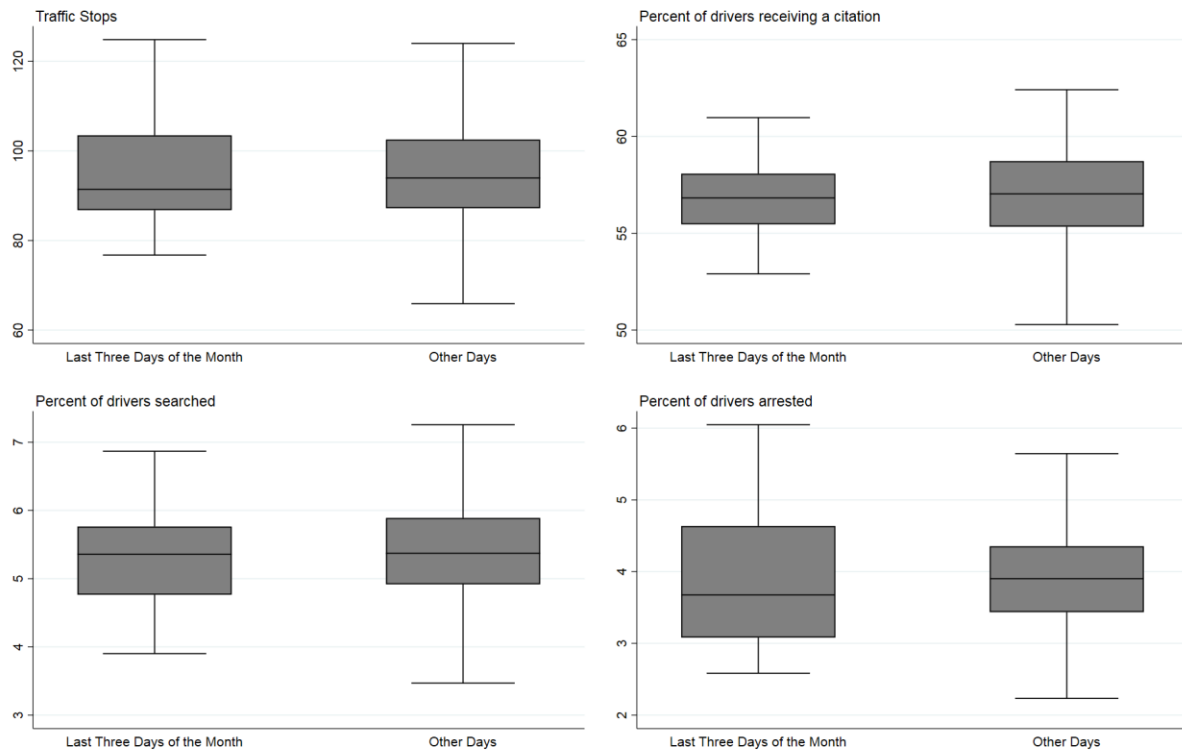 Traffic Stops
120
100
80
60
Last Three Days of the Month Other Days
Percent of drivers receiving a citation
65
60
55
50
Last Three Days of the Month Other Days
Percent of drivers searched
7
6
5
4
3
Last Three Days of the Month Other Days
Percent of drivers arrested
6
5
4
3
2
Last Three Days of the Month Other Days